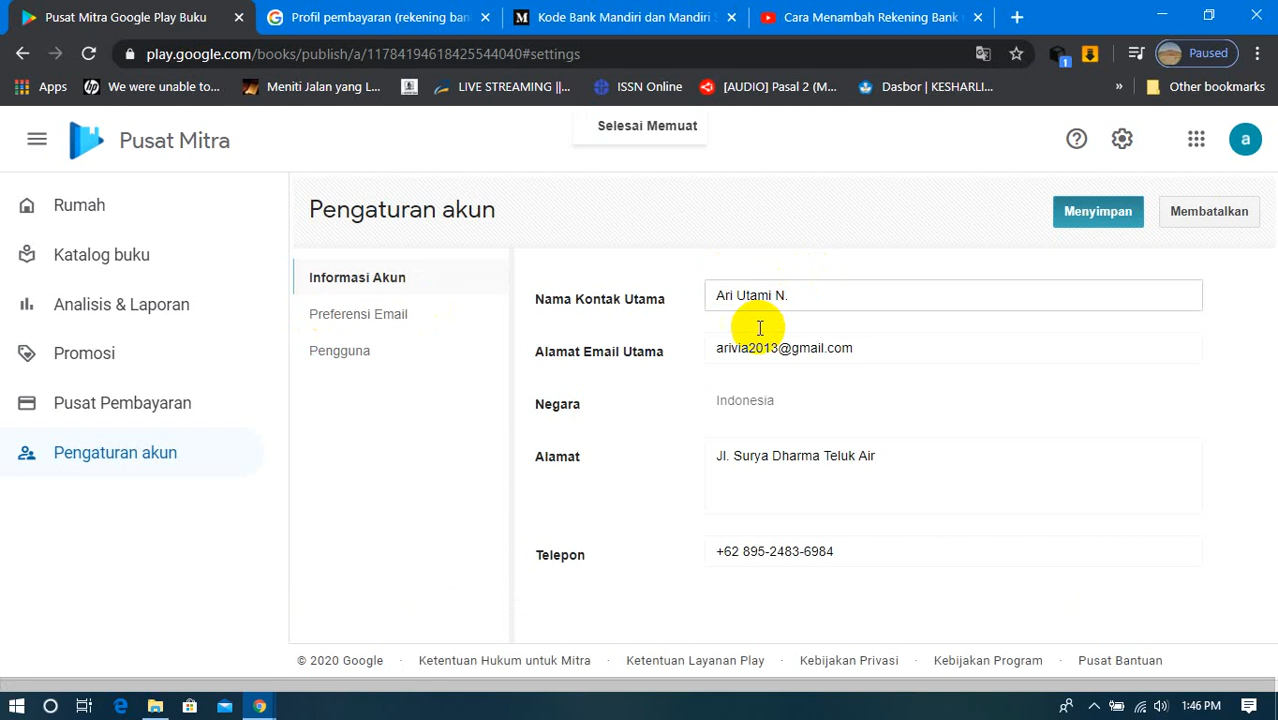 Pusat Mitra Google Play Buku
Profil pembayaran (rekening ban
Kode Bank Mandiri dan Mandiri S
Cara Menambah Rekening Bank
play.google.com/books/publish/a/11784194618425544040#settings
1
Paused
Apps
We were unable to...
Meniti Jalan yang L...
LIVE STREAMING ||...
ISSN Online
[AUDIO] Pasal 2 (M...
Dasbor | KESHARLI...
»
Other bookmarks
Pusat Mitra
Selesai Memuat
a
Rumah
Katalog buku
Analisis & Laporan
Promosi
Pusat Pembayaran
Pengaturan akun
Pengaturan akun
Menyimpan
Membatalkan
Informasi Akun
Preferensi Email
Pengguna
Nama Kontak Utama
Ari Utami N.
Alamat Email Utama
arivia2013@gmail.com
Negara
Indonesia
Alamat
Jl. Surya Dharma Teluk Air
Telepon
+62 895-2483-6984
© 2020 Google · Ketentuan Hukum untuk Mitra · Ketentuan Layanan Play · Kebijakan Privasi · Kebijakan Program · Pusat Bantuan
1:46 PM